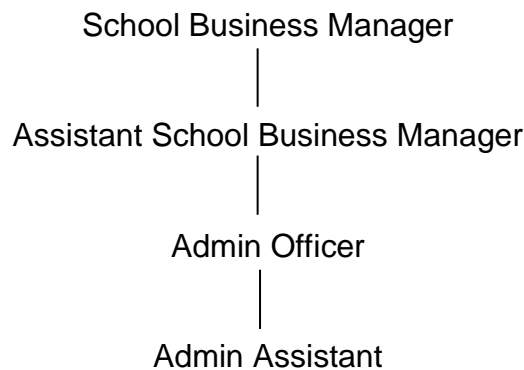 School Business Manager
Assistant School Business Manager
Admin Officer
Admin Assistant